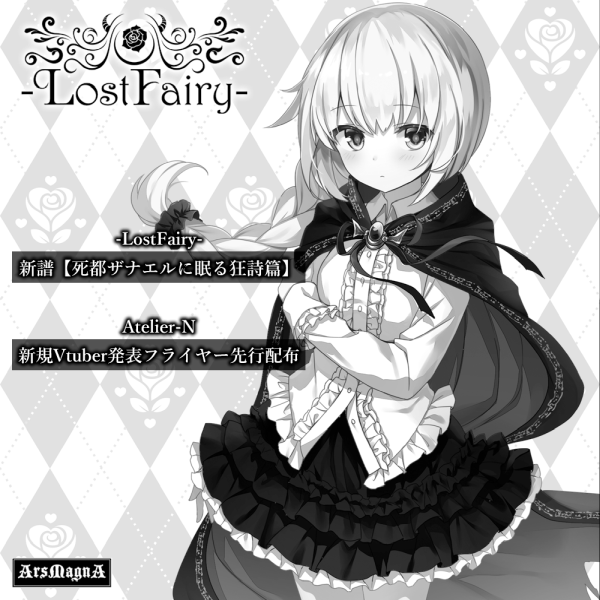 -LostFairy-
-LostFairy-
新譜【死都ザナエルに眠る狂詩篇】
Atelier-N
新規Vtuber発表フライヤー先行配布
ArsMagnA